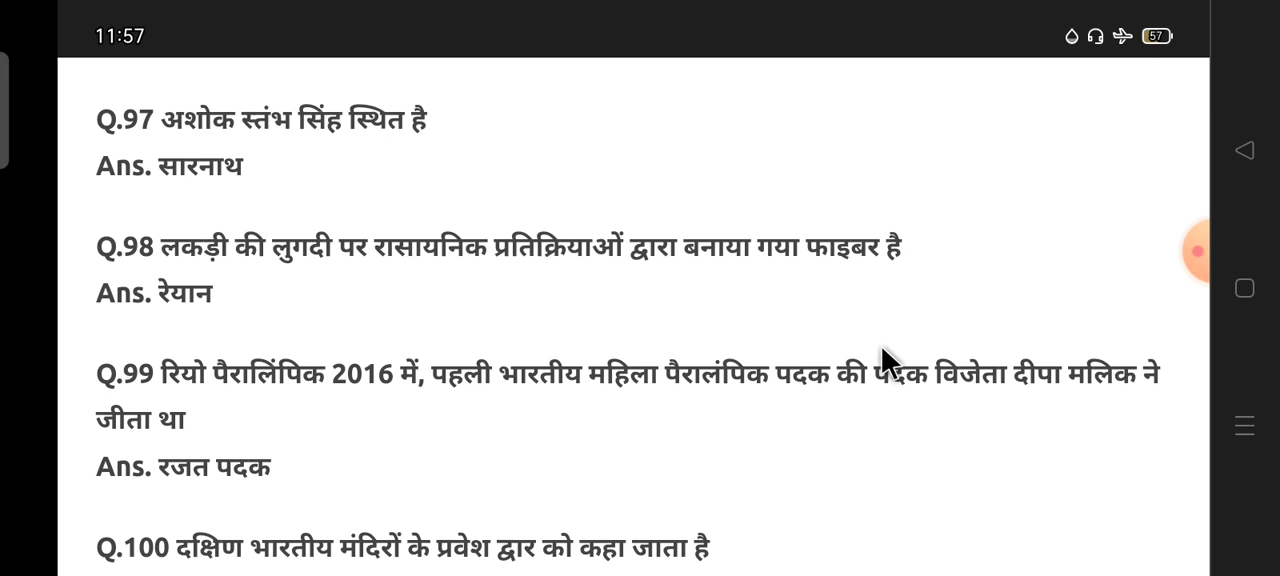 11:57
57
Q.97 अशोक स्तंभ सिंह स्थित है
Ans. सारनाथ
Q.98 लकड़ी की लुगदी पर रासायनिक प्रतिक्रियाओं द्वारा बनाया गया फाइबर है
Ans. रेयान
Q.99 रियो पैरालिंपिक 2016 में, पहली भारतीय महिला पैरालंपिक पदक की पदक विजेता दीपा मलिक ने
जीता था
Ans. रजत पदक
Q.100 दक्षिण भारतीय मंदिरों के प्रवेश द्वार को कहा जाता है